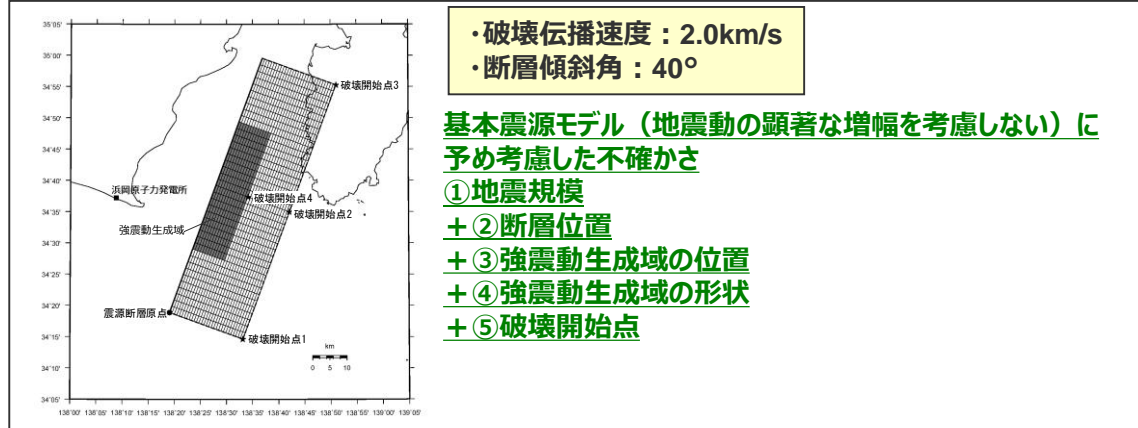 ・破壊伝播速度：2.0km/s
・断層傾斜角：40°
基本震源モデル（地震動の顕著な増幅を考慮しない）に
予め考慮した不確かさ
①地震規模
＋②断層位置
＋③強震動生成域の位置
＋④強震動生成域の形状
＋⑤破壊開始点
35°05'
35°00'
34°55'
34°50'
34°45'
34°40'
34°35'
34°30'
34°25'
34°20'
34°15'
34°10'
34°05'
破壊開始点3
浜岡原子力発電所
破壊開始点4
破壊開始点2
強震動生成域
震源断層原点
破壊開始点1
km
0 5 10
138°00' 138°05' 138°10' 138°15' 138°20' 138°25' 138°30' 138°35' 138°40' 138°45' 138°50' 138°55' 139°00' 139°05'